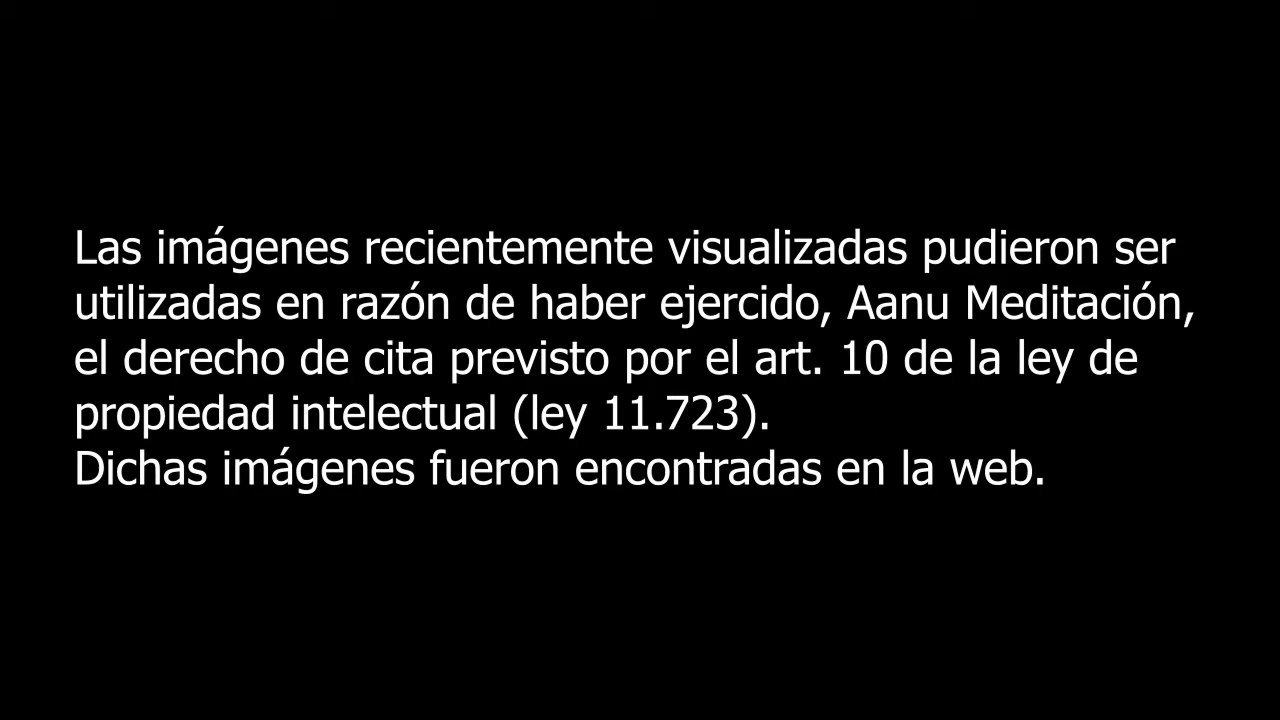 Las imágenes recientemente visualizadas pudieron ser
utilizadas en razón de haber ejercido, Aanu Meditación,
el derecho de cita previsto por el art. 10 de la ley de
propiedad intelectual (ley 11.723).
Dichas imágenes fueron encontradas en la web.